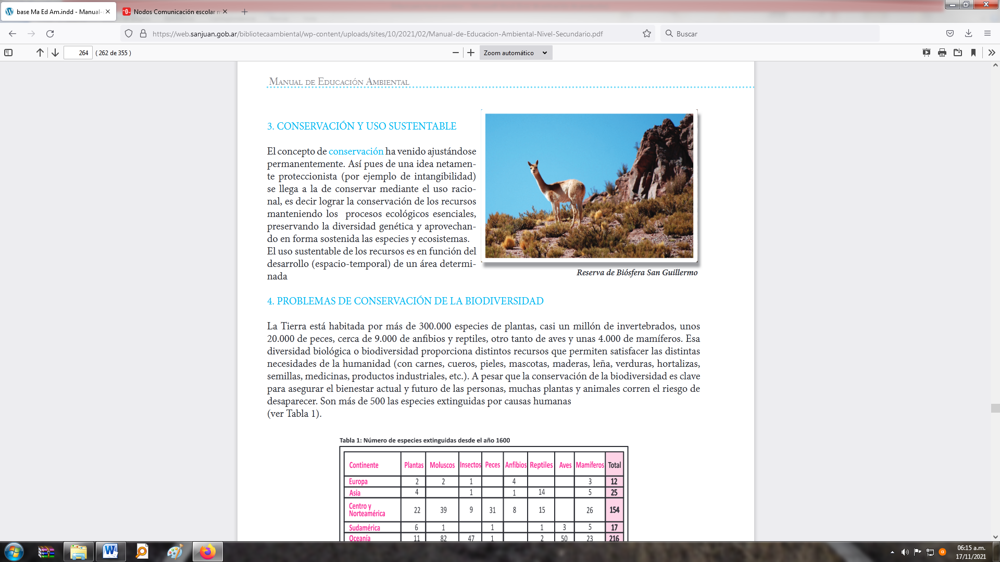 base Ma Ed Am.indd - Manual-
Nodos Comunicación escolar
https://web.sanjuan.gob.ar/bibliotecaambiental/wp-content/uploads/sites/10/2021/02/Manual-de-Educacion-Ambiental-Nivel-Secundario.pdf
Buscar
264 ( 262 de 355 )
Zoom automático
Manual de Educación Ambiental
3. CONSERVACIÓN Y USO SUSTENTABLE
El concepto de conservación ha venido ajustándose
permanentemente. Así pues de una idea netamen-
te proteccionista (por ejemplo de intangibilidad)
se llega a la de conservar mediante el uso racio-
nal, es decir lograr la conservación de los recursos
manteniendo los procesos ecológicos esenciales,
preservando la diversidad genética y aprovechan-
do en forma sostenida las especies y ecosistemas.
El uso sustentable de los recursos es en función del
desarrollo (espacio-temporal) de un área determi-
nada
Reserva de Biósfera San Guillermo
4. PROBLEMAS DE CONSERVACIÓN DE LA BIODIVERSIDAD
La Tierra está habitada por más de 300.000 especies de plantas, casi un millón de invertebrados, unos
20.000 de peces, cerca de 9.000 de anfibios y reptiles, otro tanto de aves y unas 4.000 de mamíferos. Esa
diversidad biológica o biodiversidad proporciona distintos recursos que permiten satisfacer las distintas
necesidades de la humanidad (con carnes, cueros, pieles, mascotas, maderas, leña, verduras, hortalizas,
semillas, medicinas, productos industriales, etc.). A pesar que la conservación de la biodiversidad es clave
para asegurar el bienestar actual y futuro de las personas, muchas plantas y animales corren el riesgo de
desaparecer. Son más de 500 las especies extinguidas por causas humanas
(ver Tabla 1).
Tabla 1: Número de especies extinguidas desde el año 1600
Continente Plantas Moluscos Insectos Peces Anfibios Reptiles Aves Mamíferos Total
Europa 2 2 1 4 3 12
Asia 4 1 1 14 5 25
Centro y
Norteamérica 22 39 9 31 8 15 26 154
Sudamérica 6 1 1 1 3 5 17
Oceanía 11 82 47 1 2 50 23 216
06:15 a.m.
17/11/2021